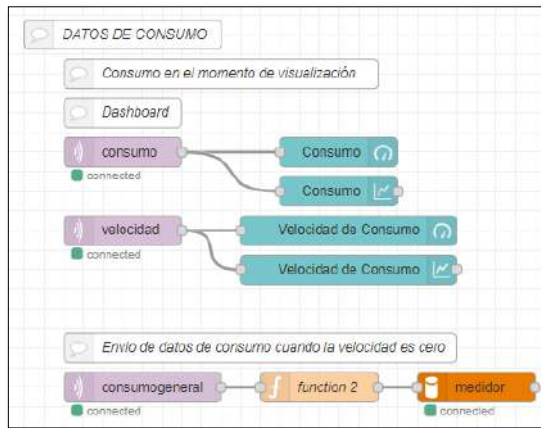 DATOS DE CONSUMO
Consumo en el momento de visualización
Dashboard
consumo
Consumo
connected
Consumo
velocidad
Velocidad de Consumo
connected
Velocidad de Consumo
Envío de datos de consumo cuando la velocidad es cero
consumogeneral
function 2
medidor
connected
connected